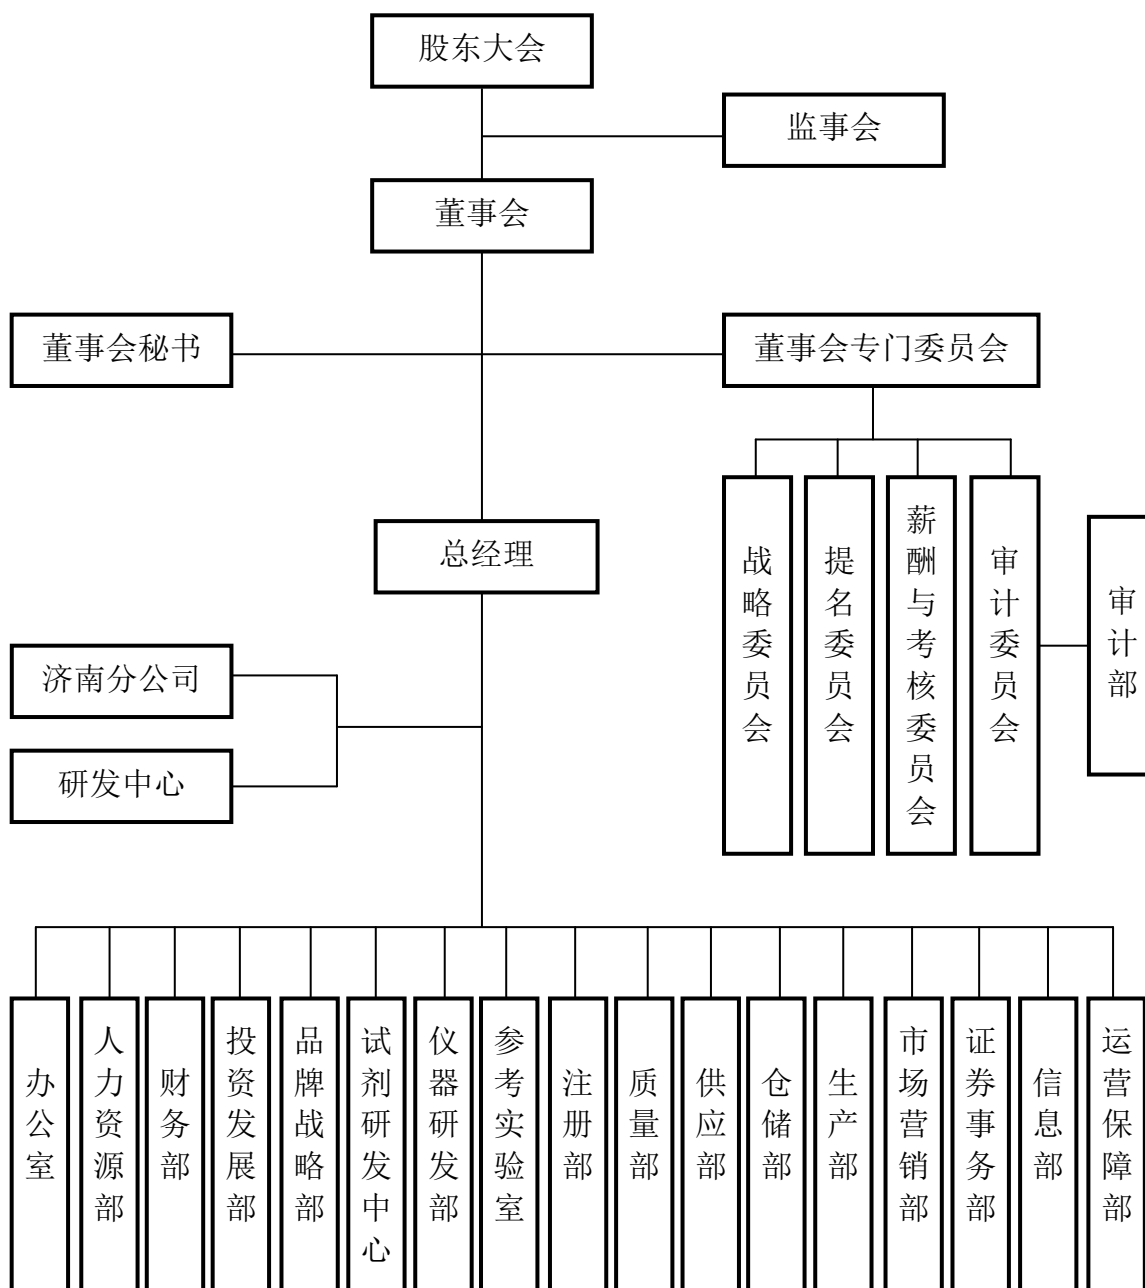 股东大会
监事会
董事会
董事会秘书
董事会专门委员会
总经理
战略委员会
提名委员会
薪酬与考核委员会
审计委员会
审计部
济南分公司
研发中心
办公室
人力资源部
财务部
投资发展部
品牌战略部
试剂研发中心
仪器研发部
参考实验室
注册部
质量部
供应部
仓储部
生产部
市场营销部
证券事务部
信息部
运营保障部